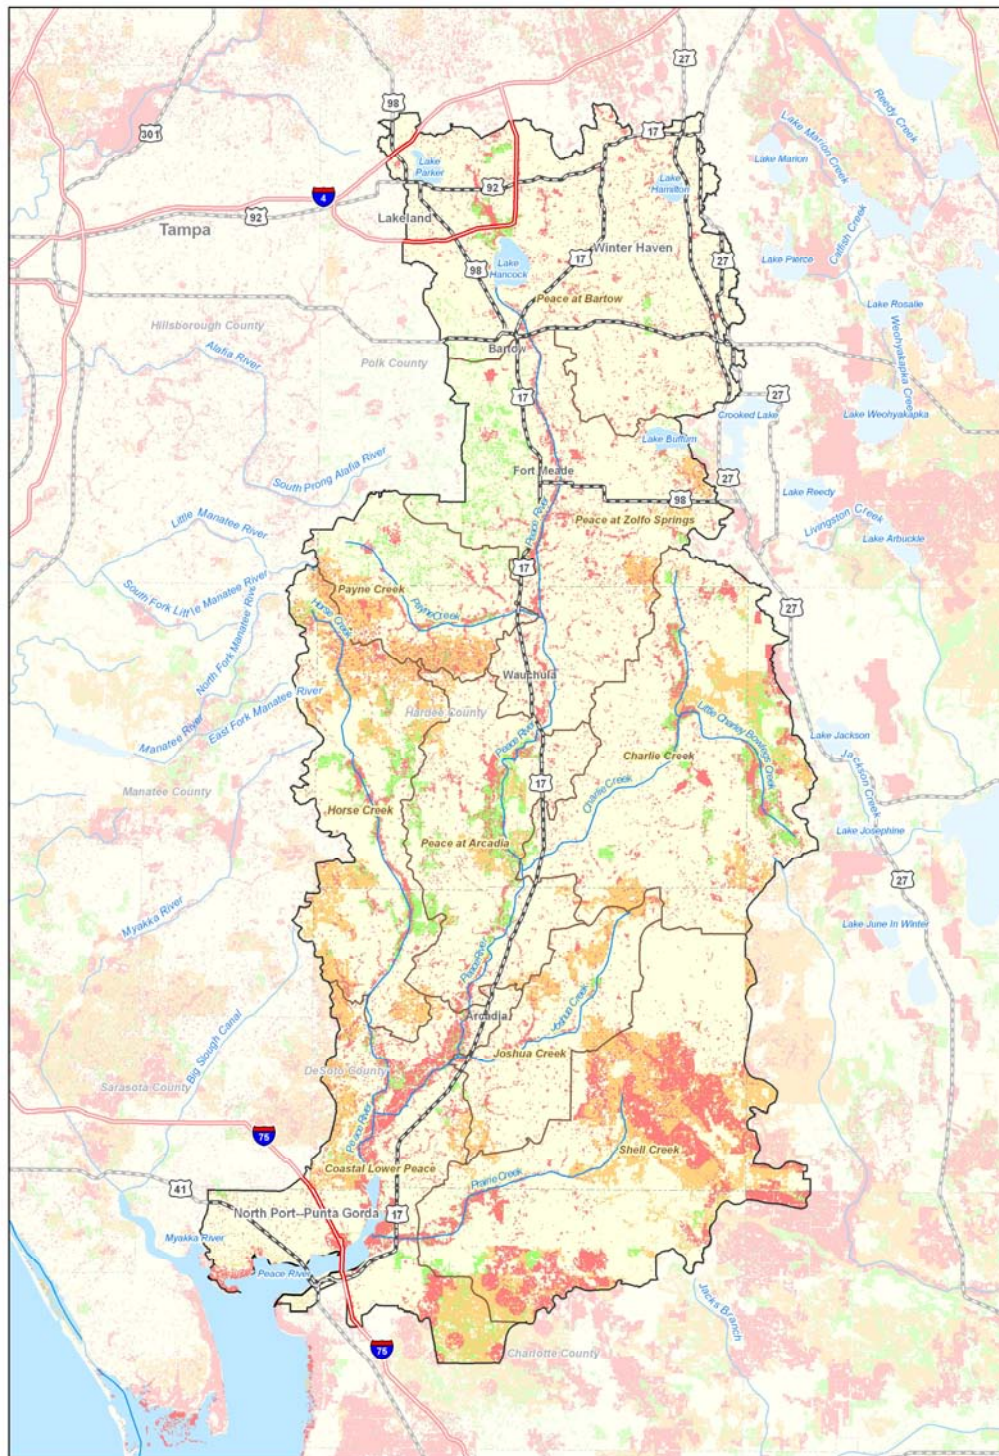 27
98
17
301
Reedy Creek
Lake Marion Creek
Lake Marion
Lake
Parker
92
Lake
Hamilton
4
92
Lakeland
Tampa
Catfish Creek
17
Winter Haven
27
Lake Pierce
98
Lake
Hancock
Peace at Bartow
Lake Rosalie
Hillsborough County
Weohyakapka Creek
Alafia River
Polk County
Bartow
17
27
Crooked Lake
Lake Weohyakapka
Lake Buffum
South Prong Alafia River
Fort Meade
27
98
Lake Reedy
Livingston Creek
Peace River
Peace at Zolfo Springs
Little Manatee River
Lake Arbuckle
17
South Fork Little Manatee River
North Fork Manatee River
Horse Creek
Payne Creek
Payne Creek
27
Wauchula
East Fork Manatee River
Manatee River
Hardee County
Little Charley Bowlegs Creek
Lake Jackson
Peace River
Charlie Creek
Jackson Creek
17
Charlie Creek
Manatee County
Horse Creek
Lake Josephine
Peace at Arcadia
27
Myakka River
Lake June In Winter
Peace River
Big Slough Canal
Arcadia
Joshua Creek
Joshua Creek
DeSoto County
Sarasota County
75
Peace River
Shell Creek
Coastal Lower Peace
Prairie Creek
41
North Port--Punta Gorda
17
Myakka River
Peace River
Jacks Branch
75
Charlotte County